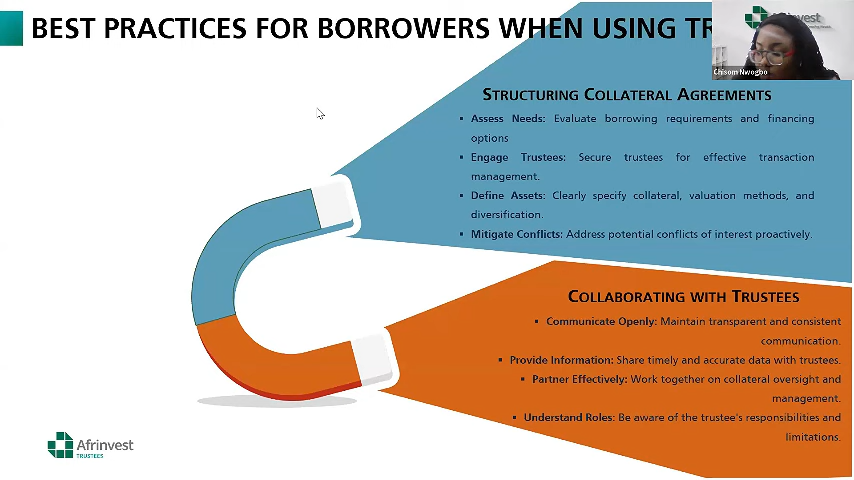 BEST PRACTICES FOR BORROWERS WHEN USING TR
Chisom Nwogbo
STRUCTURING COLLATERAL AGREEMENTS
▪ Assess Needs: Evaluate borrowing requirements and financing
options
▪ Engage Trustees: Secure trustees for effective transaction
management.
▪ Define Assets: Clearly specify collateral, valuation methods, and
diversification.
▪ Mitigate Conflicts: Address potential conflicts of interest proactively.
COLLABORATING WITH TRUSTEES
▪ Communicate Openly: Maintain transparent and consistent
communication.
▪ Provide Information: Share timely and accurate data with trustees.
▪ Partner Effectively: Work together on collateral oversight and
management.
▪ Understand Roles: Be aware of the trustee's responsibilities and
limitations.
Afrinvest
TRUSTEES